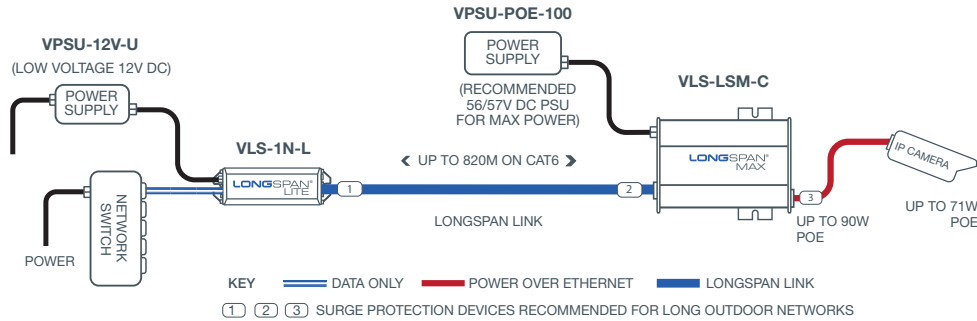 VPSU-POE-100
VPSU-12V-U
(LOW VOLTAGE 12V DC)
POWER
SUPPLY
POWER
SUPPLY
(RECOMMENDED
56/57V DC PSU
FOR MAX POWER)
VLS-LSM-C
VLS-1N-L
LONGSPAN®
LITE
❮ UP TO 820M ON CAT6 ❯
LONGSPAN®
MAX
IP CAMERA
1
2
3
NETWORK
SWITCH
LONGSPAN LINK
UP TO 90W
POE
UP TO 71W
POE
POWER
KEY DATA ONLY POWER OVER ETHERNET LONGSPAN LINK
1 2 3 SURGE PROTECTION DEVICES RECOMMENDED FOR LONG OUTDOOR NETWORKS